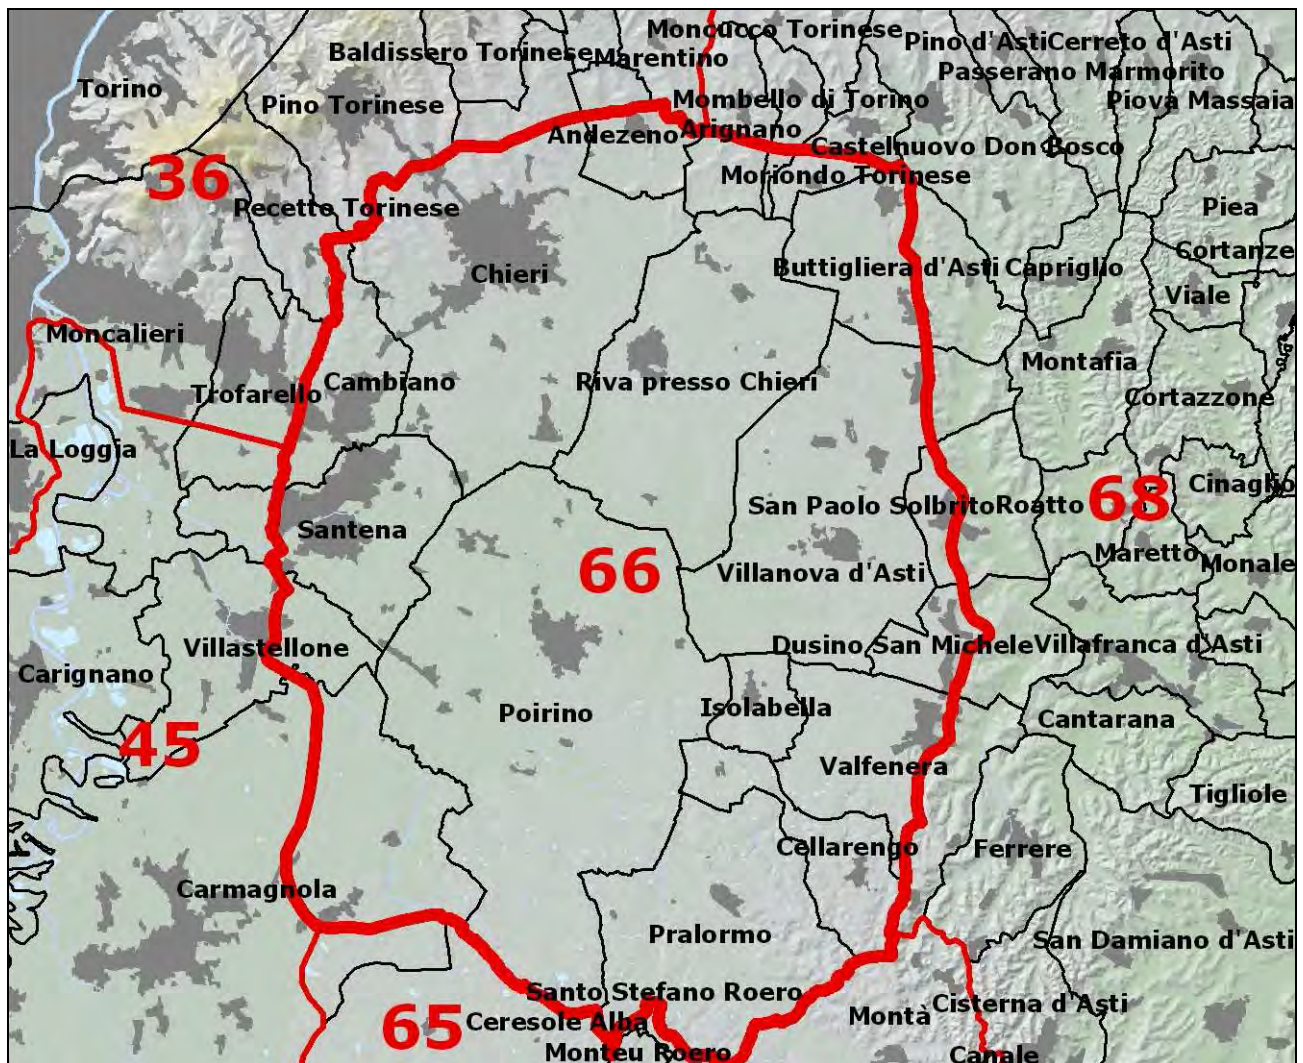 Moncucco Torinese
Baldissero Torinese
Marentino
Pino d'Asti
Cerreto d'Asti
Passerano Marmorito
Torino
Pino Torinese
Mombello di Torino
Piova Massaia
Andezeno
Arignano
Castelnuovo Don Bosco
36
Moriondo Torinese
Pecetto Torinese
Piea
Cortanze
Chieri
Buttigliera d'Asti
Capriglio
Viale
Moncalieri
Montafia
Trofarello
Cambiano
Riva presso Chieri
Cortazzone
La Loggia
Cinaglio
68
San Paolo Solbrito
Roatto
Santena
Maretto
Monale
66
Villanova d'Asti
Villastellone
Dusino San Michele
Villafranca d'Asti
Carignano
Isolabella
Poirino
Cantarana
45
Valfenera
Tigliole
Cellarengo
Ferrere
Carmagnola
Pralormo
San Damiano d'Asti
Santo Stefano Roero
Cisterna d'Asti
65
Ceresole Alba
Montà
Monteu Roero
Canale